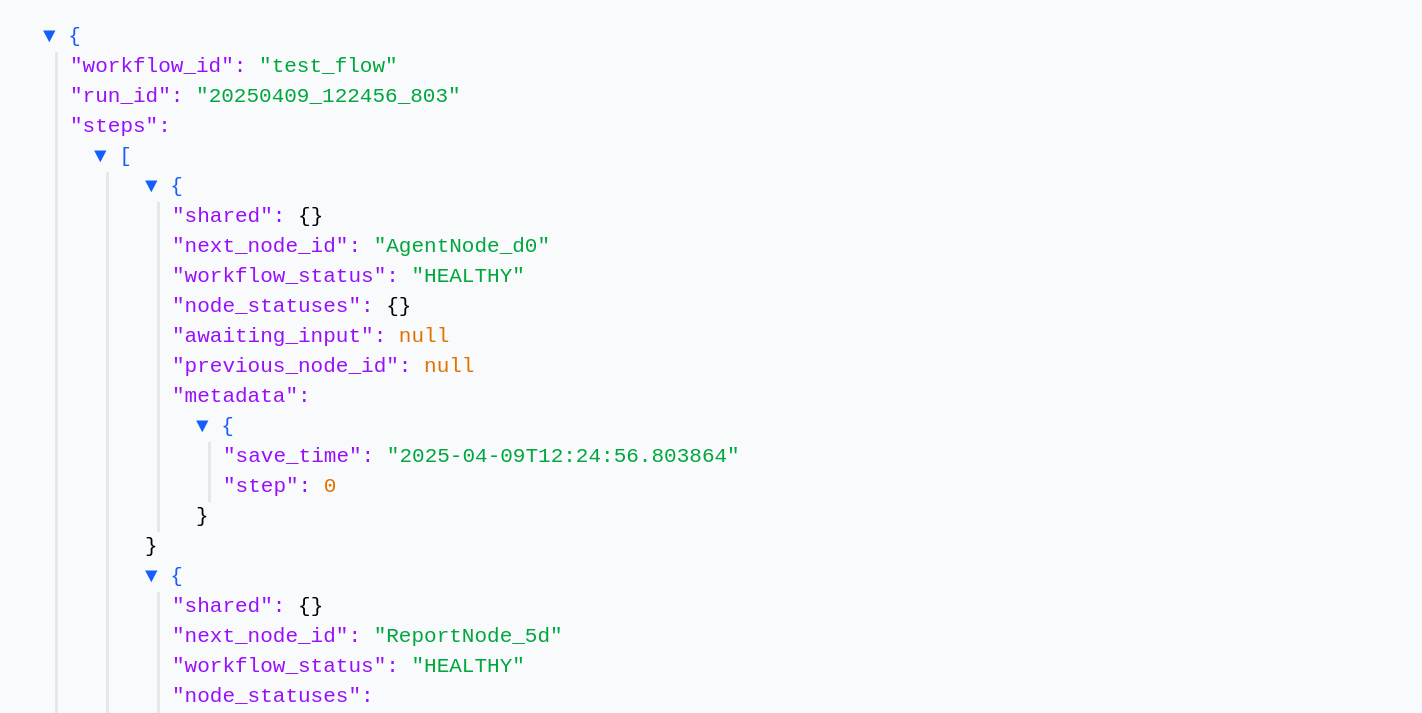 ▼ {
"workflow_id": "test_flow"
"run_id": "20250409_122456_803"
"steps":
▼ [
▼ {
"shared": {}
"next_node_id": "AgentNode_d0"
"workflow_status": "HEALTHY"
"node_statuses": {}
"awaiting_input": null
"previous_node_id": null
"metadata":
▼ {
"save_time": "2025-04-09T12:24:56.803864"
"step": 0
}
}
▼ {
"shared": {}
"next_node_id": "ReportNode_5d"
"workflow_status": "HEALTHY"
"node_statuses":